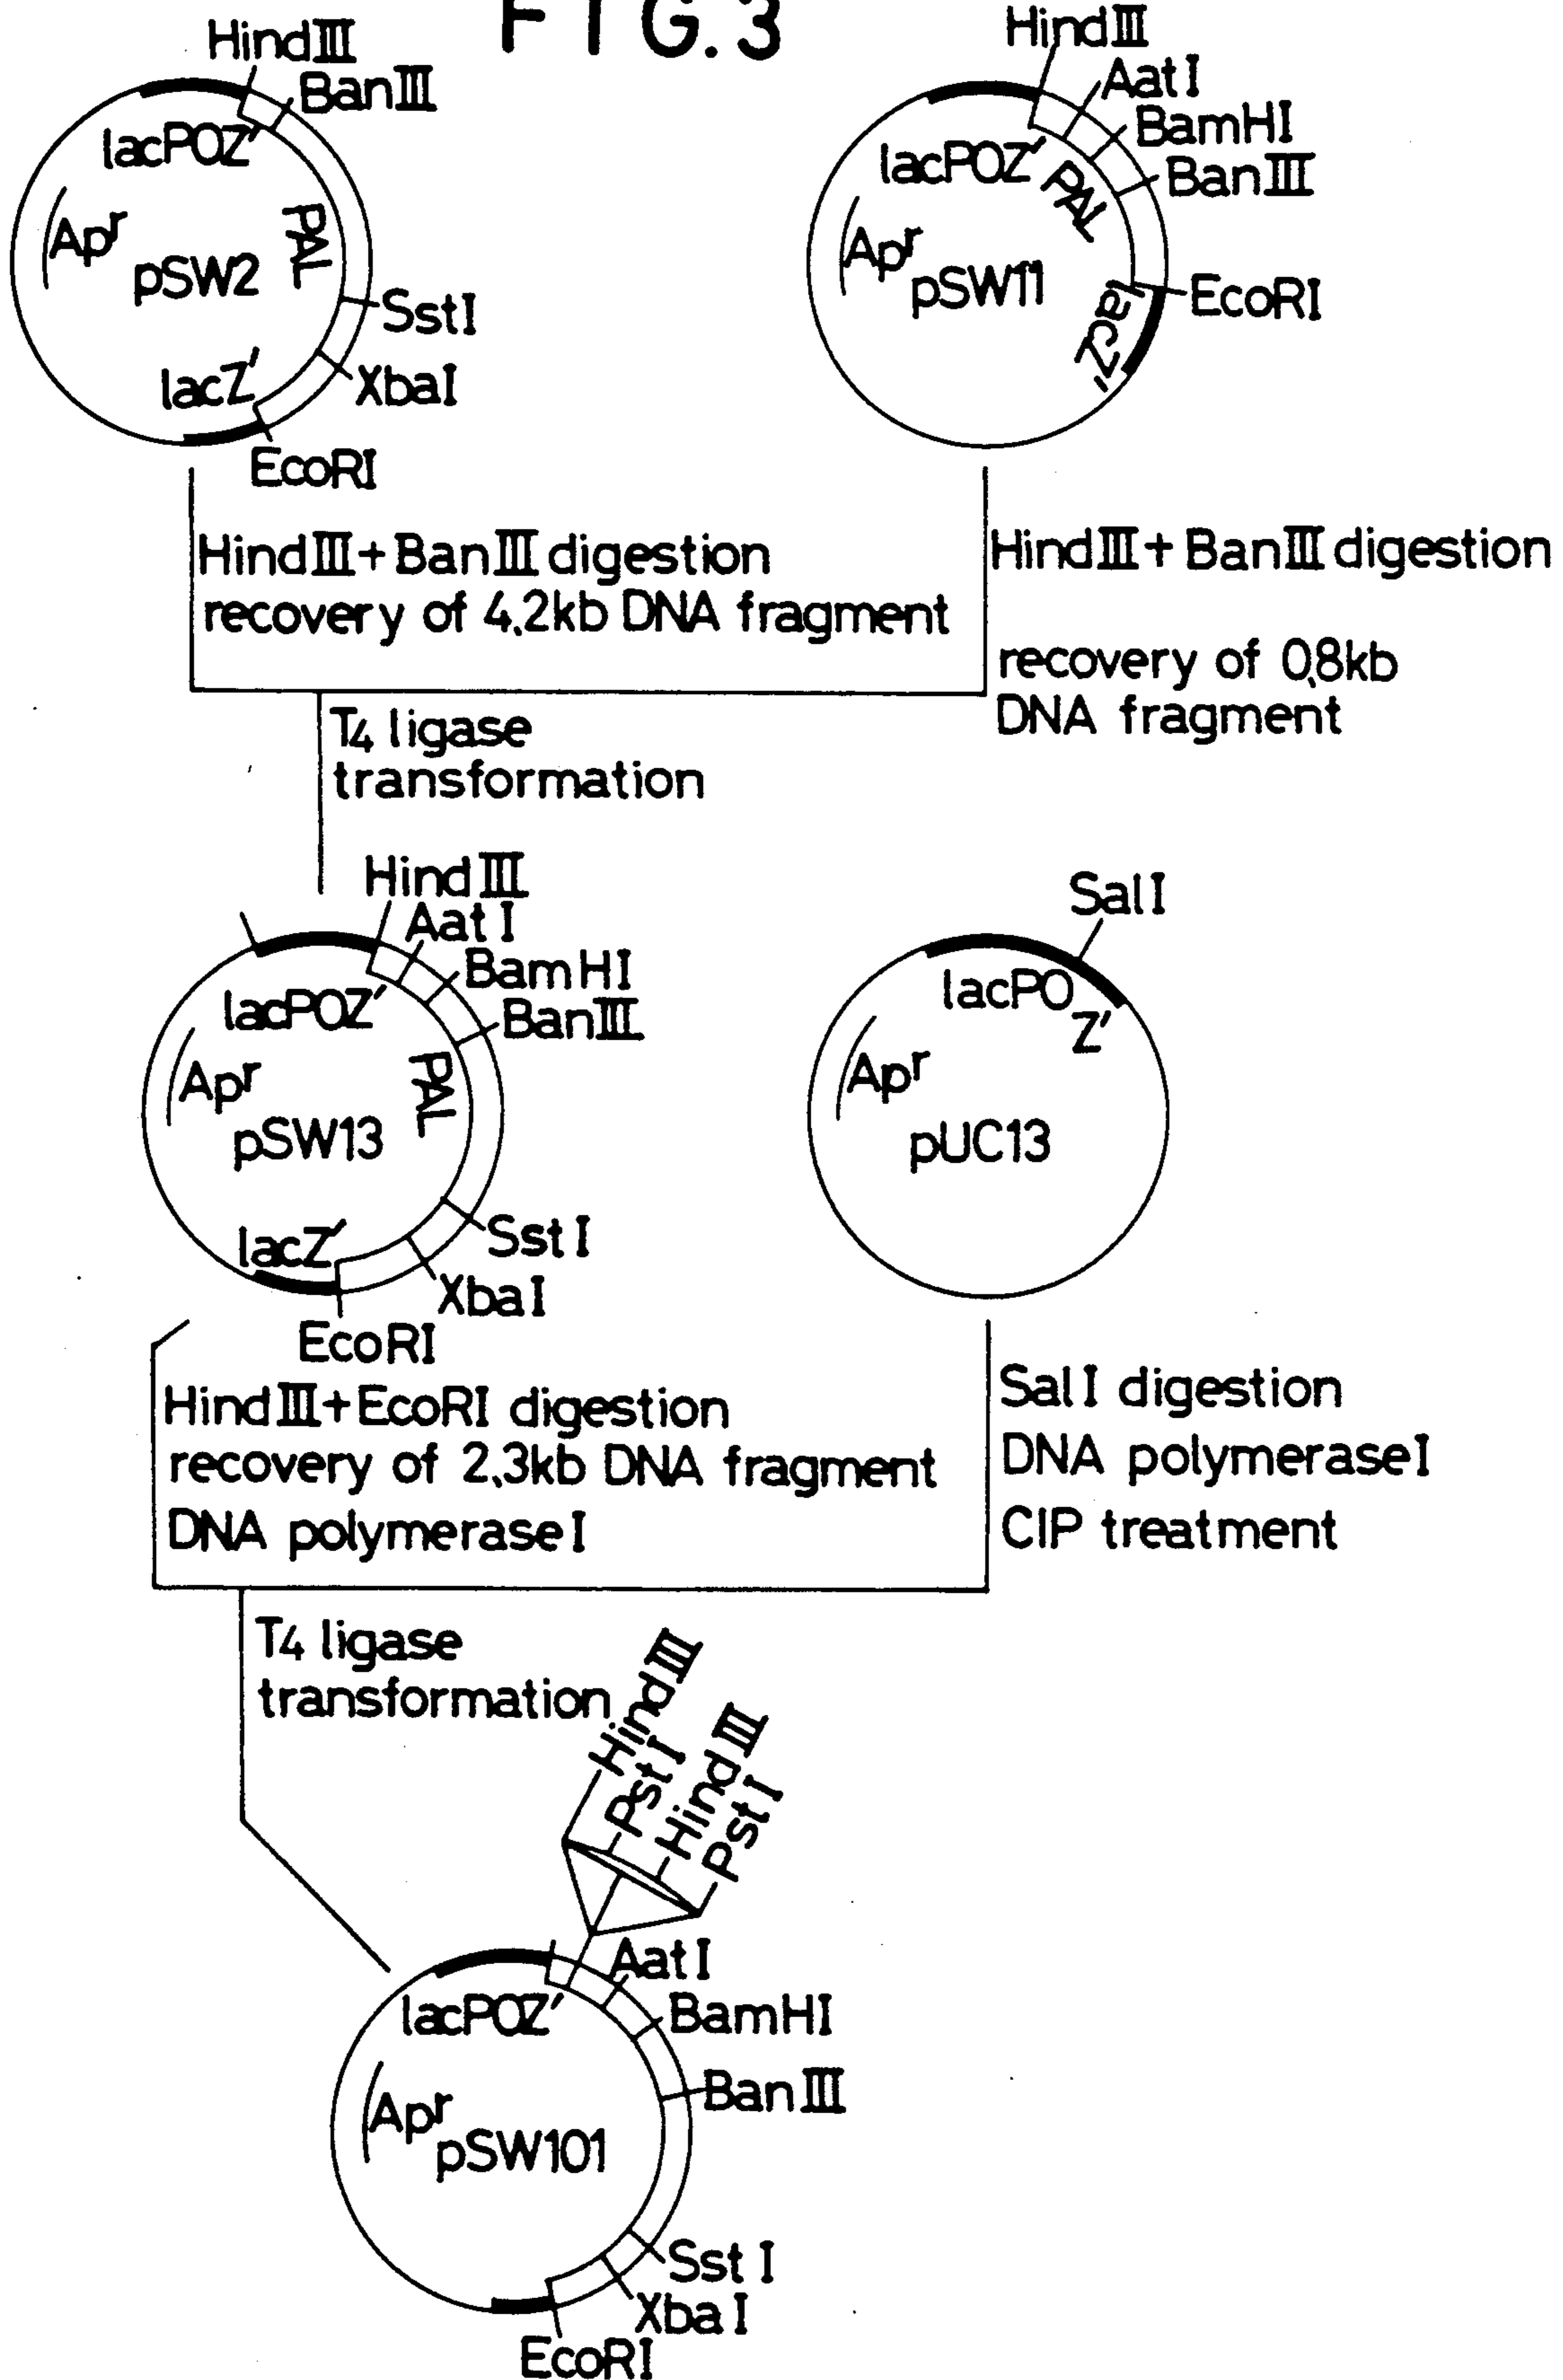 FIG.3
HindIII
BanIII
lacPOZ'
Apr
pSW2
PAL
SstI
XbaI
lacZ'
EcoRI
HindIII
AatI
BamHI
BanIII
lacPOZ'
PAL
Apr
pSW11
EcoRI
lacZ'
HindIII+BanIII digestion
recovery of 4.2kb DNA fragment
HindIII+BanIII digestion
recovery of 0.8kb
DNA fragment
T4 ligase
transformation
HindIII
AatI
BamHI
BanIII
lacPOZ'
Apr
pSW13
PAL
SstI
XbaI
lacZ'
EcoRI
SalI
lacPO
Z'
Apr
pUC13
HindIII+EcoRI digestion
recovery of 2.3kb DNA fragment
DNA polymeraseI
SalI digestion
DNA polymeraseI
CIP treatment
T4 ligase
transformation
HindIII
PstI
HindIII
PstI
AatI
BamHI
BanIII
lacPOZ'
Apr
pSW101
SstI
XbaI
EcoRI